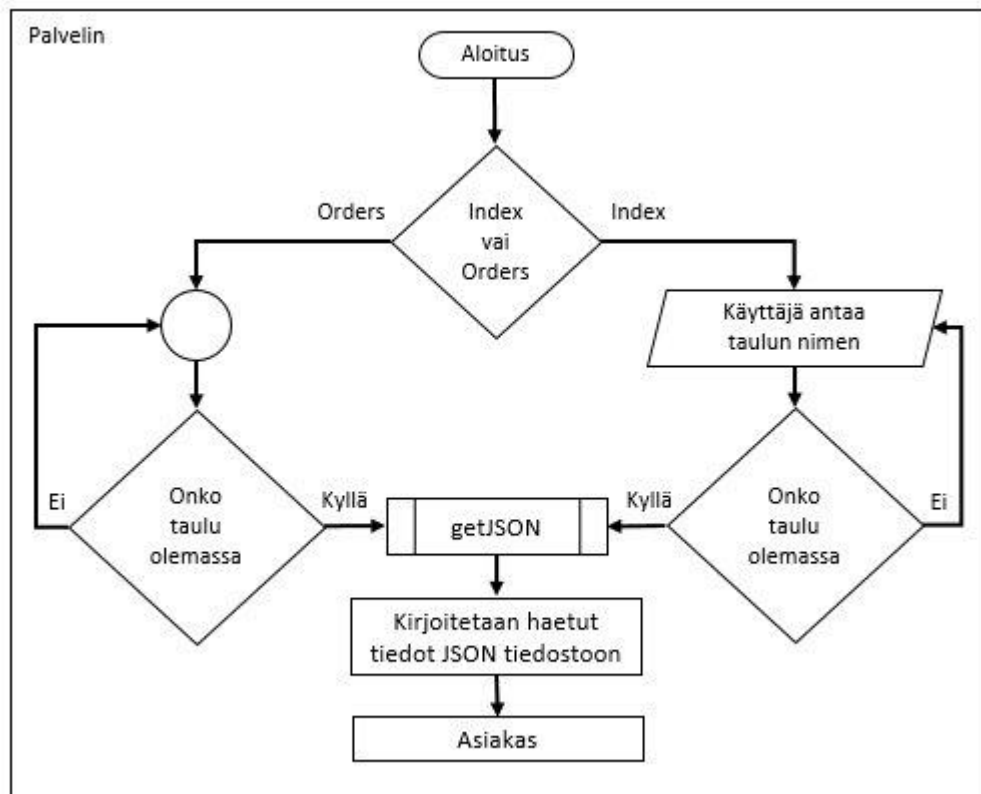 Palvelin
Aloitus
Orders
Index
vai
Orders
Index
Käyttäjä antaa
taulun nimen
Ei
Onko
taulu
olemassa
Kyllä
getJSON
Kyllä
Onko
taulu
olemassa
Ei
Kirjoitetaan haetut
tiedot JSON tiedostoon
Asiakas